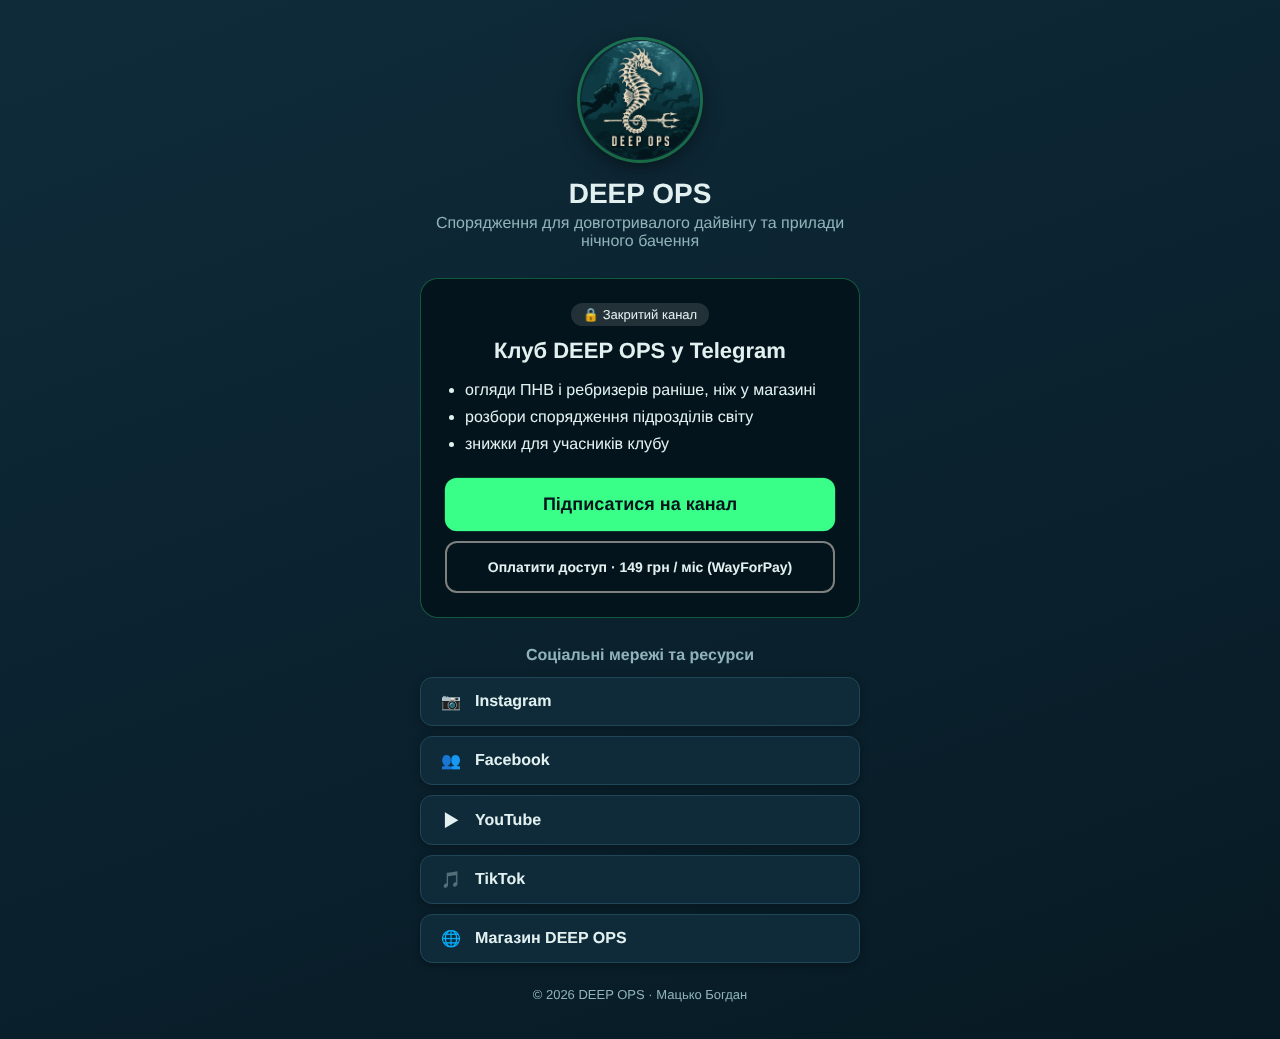 DEEP OPS
DEEP OPS
Спорядження для довготривалого дайвінгу та прилади
нічного бачення
Закритий канал
Клуб DEEP OPS у Telegram
огляди ПНВ і ребризерів раніше, ніж у магазині
розбори спорядження підрозділів світу
знижки для учасників клубу
Підписатися на канал
Оплатити доступ · 149 грн / міс (WayForPay)
Соціальні мережі та ресурси
Instagram
Facebook
YouTube
TikTok
Магазин DEEP OPS
© 2026 DEEP OPS · Мацько Богдан